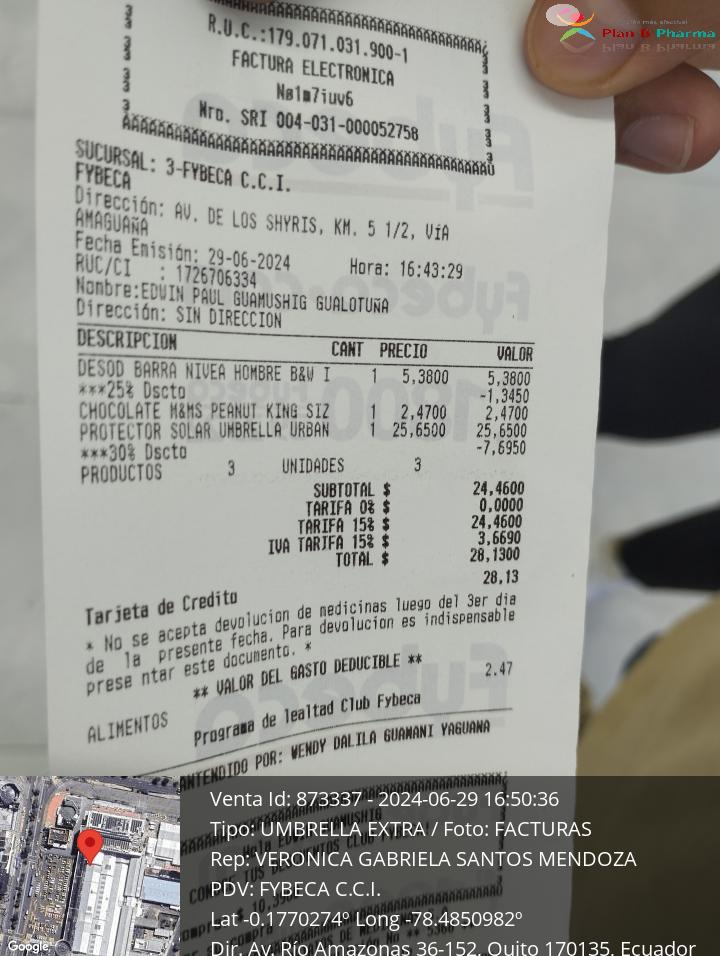 Plan B Pharma
R.U.C.:179.071.031.900-1
FACTURA ELECTRONICA
Nø1m7iuv6
Nro. SRI 004-031-000052758
SUCURSAL: 3-FYBECA C.C.I.
FYBECA
Dirección: AV. DE LOS SHYRIS, KM. 5 1/2, VíA
AMAGUAÑA
Fecha Emisión: 29-06-2024 Hora: 16:43:29
RUC/CI : 1726706334
Nombre:EDWIN PAUL GUAMUSHIG GUALOTUÑA
Dirección: SIN DIRECCION
DESCRIPCION CANT PRECIO VALOR
DESOD BARRA NIVEA HOMBRE B&W I 1 5,3800 5,3800
***25% Dscto -1,3450
CHOCOLATE M&MS PEANUT KING SIZ 1 2,4700 2,4700
PROTECTOR SOLAR UMBRELLA URBAN 1 25,6500 25,6500
***30% Dscto -7,6950
PRODUCTOS 3 UNIDADES 3
SUBTOTAL $ 24,4600
TARIFA 0% $ 0,0000
TARIFA 15% $ 24,4600
IVA TARIFA 15% $ 3,6690
TOTAL $ 28,1300
28,13
Tarjeta de Credito
* No se acepta devolucion de medicinas luego del 3er dia
de la presente fecha. Para devolucion es indispensable
prese ntar este documento. *
** VALOR DEL GASTO DEDUCIBLE **
ALIMENTOS 2.47
Programa de lealtad Club Fybeca
ANTENDIDO POR: WENDY DALILA GUAMANI YAGUANA
Venta Id: 873337 - 2024-06-29 16:50:36
Tipo: UMBRELLA EXTRA / Foto: FACTURAS
Rep: VERONICA GABRIELA SANTOS MENDOZA
PDV: FYBECA C.C.I.
Lat -0.1770274º Long -78.4850982º
Dir. Av. Río Amazonas 36-152, Quito 170135, Ecuador
Google